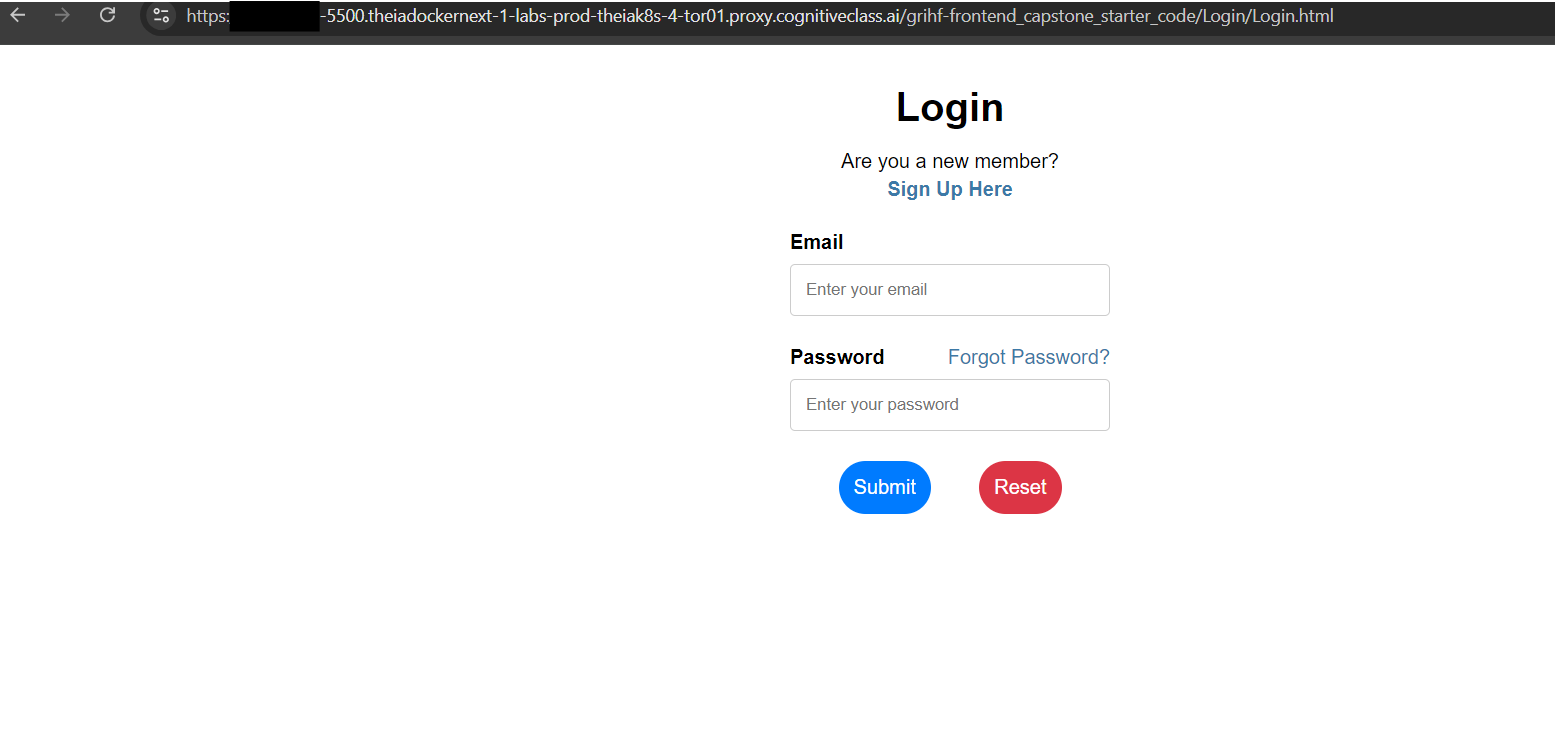 https: -5500.theiadockernext-1-labs-prod-theiak8s-4-tor01.proxy.cognitiveclass.ai/grihf-frontend_capstone_starter_code/Login/Login.html
Login
Are you a new member?
Sign Up Here
Email
Enter your email
Password Forgot Password?
Enter your password
Submit Reset